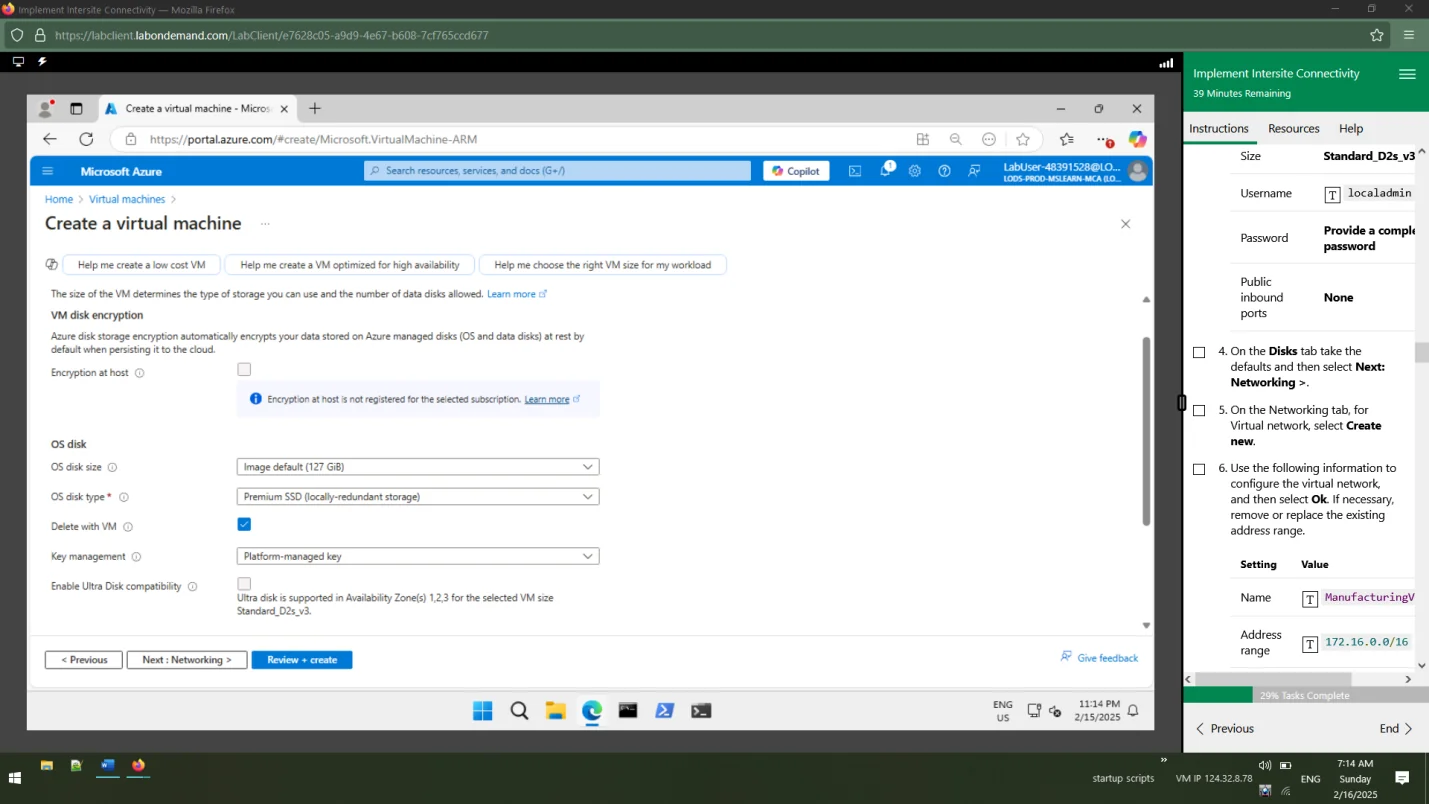 Implement Intersite Connectivity — Mozilla Firefox
https://labclient.labondemand.com/LabClient/e7628c05-a9d9-4e67-b608-7cf765ccd677
Create a virtual machine - Micros
https://portal.azure.com/#create/Microsoft.VirtualMachine-ARM
Microsoft Azure
Search resources, services, and docs (G+/)
Copilot
1
LabUser-48391528@LO...
LODS-PROD-MSLEARN-MCA (LO...
Home > Virtual machines >
Create a virtual machine ...
Help me create a low cost VM
Help me create a VM optimized for high availability
Help me choose the right VM size for my workload
The size of the VM determines the type of storage you can use and the number of data disks allowed. Learn more
VM disk encryption
Azure disk storage encryption automatically encrypts your data stored on Azure managed disks (OS and data disks) at rest by
default when persisting it to the cloud.
Encryption at host
Encryption at host is not registered for the selected subscription. Learn more
OS disk
OS disk size
Image default (127 GiB)
OS disk type *
Premium SSD (locally-redundant storage)
Delete with VM
Key management
Platform-managed key
Enable Ultra Disk compatibility
Ultra disk is supported in Availability Zone(s) 1,2,3 for the selected VM size
Standard_D2s_v3.
< Previous
Next : Networking >
Review + create
Give feedback
ENG
US
11:14 PM
2/15/2025
Implement Intersite Connectivity
39 Minutes Remaining
Instructions
Resources
Help
Size
Standard_D2s_v3
Username
T localadmin
Password
Provide a comple
password
Public
inbound
ports
None
4. On the Disks tab take the
defaults and then select Next:
Networking >.
5. On the Networking tab, for
Virtual network, select Create
new.
6. Use the following information to
configure the virtual network,
and then select Ok. If necessary,
remove or replace the existing
address range.
Setting Value
Name
T ManufacturingV
Address
range
T 172.16.0.0/16
29% Tasks Complete
< Previous
End >
startup scripts
»
VM IP 124.32.8.78
ENG
7:14 AM
Sunday
2/16/2025